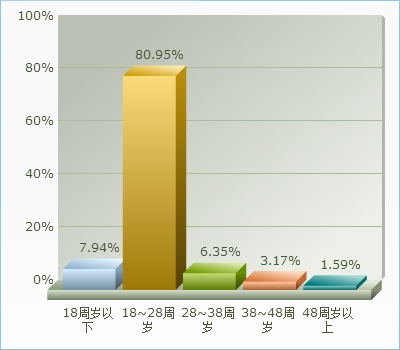 100%
80.95%
80%
60%
40%
20%
7.94%
6.35%
3.17%
1.59%
0%
18周岁以
下
18~28周
岁
28~38周
岁
38~48周
岁
48周岁以
上